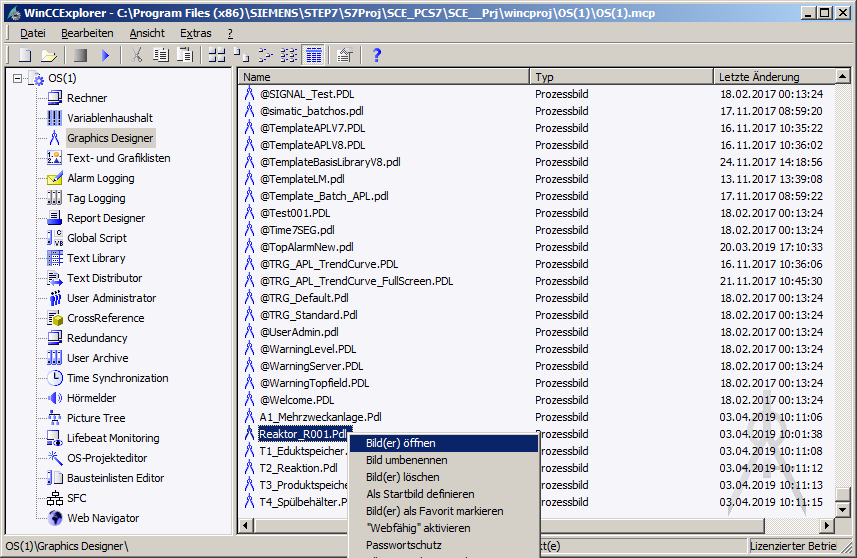 WinCCExplorer - C:\Program Files (x86)\SIEMENS\STEP7\S7Proj\SCE_PCS7\SCE__Prj\wincproj\OS(1)\OS(1).mcp
Datei Bearbeiten Ansicht Extras ?
OS(1)
Rechner
Variablenhaushalt
Graphics Designer
Text- und Grafiklisten
Alarm Logging
Tag Logging
Report Designer
Global Script
Text Library
Text Distributor
User Administrator
CrossReference
Redundancy
User Archive
Time Synchronization
Hörmelder
Picture Tree
Lifebeat Monitoring
OS-Projekteditor
Bausteinlisten Editor
SFC
Web Navigator
Name Typ Letzte Änderung
@SIGNAL_Test.PDL Prozessbild 18.02.2017 00:13:24
@simatic_batchos.pdl Prozessbild 17.11.2017 08:59:20
@TemplateAPLV7.PDL Prozessbild 16.11.2017 10:35:22
@TemplateAPLV8.PDL Prozessbild 16.11.2017 10:36:02
@TemplateBasisLibraryV8.pdl Prozessbild 24.11.2017 14:18:56
@TemplateLM.pdl Prozessbild 13.11.2017 13:39:08
@Template_Batch_APL.pdl Prozessbild 17.11.2017 08:59:22
@Test001.PDL Prozessbild 18.02.2017 00:13:24
@Time7SEG.pdl Prozessbild 18.02.2017 00:13:24
@TopAlarmNew.pdl Prozessbild 20.03.2019 17:10:33
@TRG_APL_TrendCurve.PDL Prozessbild 16.11.2017 10:36:06
@TRG_APL_TrendCurve_FullScreen.PDL Prozessbild 21.11.2017 10:45:30
@TRG_Default.Pdl Prozessbild 18.02.2017 00:13:24
@TRG_Standard.Pdl Prozessbild 18.02.2017 00:13:24
@UserAdmin.pdl Prozessbild 18.02.2017 00:13:24
@WarningLevel.PDL Prozessbild 18.02.2017 00:13:24
@WarningServer.PDL Prozessbild 18.02.2017 00:13:24
@WarningTopfield.PDL Prozessbild 18.02.2017 00:13:24
@Welcome.PDL Prozessbild 18.02.2017 00:13:24
A1_Mehrzweckanlage.Pdl Prozessbild 03.04.2019 10:11:06
Reaktor_R001.Pdl Prozessbild 03.04.2019 10:01:38
T1_Eduktspeicher. 03.04.2019 10:11:08
T2_Reaktion.Pdl 03.04.2019 10:11:12
T3_Produktspeiche 03.04.2019 10:11:13
T4_Spülbehälter.P 03.04.2019 10:11:15
Bild(er) öffnen
Bild umbenennen
Bild(er) löschen
Als Startbild definieren
Bild(er) als Favorit markieren
"Webfähig" aktivieren
Passwortschutz
OS(1)\Graphics Designer\ kt(e) Lizenzierter Betrie